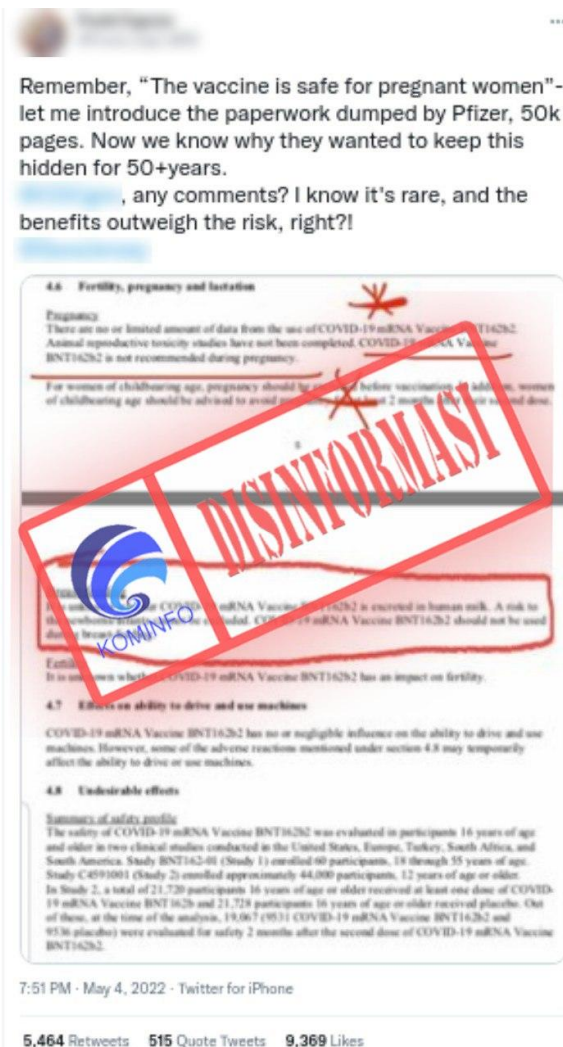 Remember, “The vaccine is safe for pregnant women”-
let me introduce the paperwork dumped by Pfizer, 50k
pages. Now we know why they wanted to keep this
hidden for 50+years.
, any comments? I know it's rare, and the
benefits outweigh the risk, right?!
4.6 Fertility, pregnancy and lactation
Pregnancy
There are no or limited amount of data from the use of COVID-19 mRNA Vaccine BNT162b2.
Animal reproductive toxicity studies have not been completed. COVID-19 mRNA Vaccine
BNT162b2 is not recommended during pregnancy.
For women of childbearing age, pregnancy should be before vaccination. In addition, women
of childbearing age should be advised to avoid least 2 months after their second dose.
8
DISINFORMASI
KOMINFO
COVID-19 mRNA Vaccine BNT162b2 is excreted in human milk. A risk to
the newborns excluded. COVID-19 mRNA Vaccine BNT162b2 should not be used
during breast
It is unknown whether COVID-19 mRNA Vaccine BNT162b2 has an impact on fertility.
4.7 Effects on ability to drive and use machines
COVID-19 mRNA Vaccine BNT162b2 has no or negligible influence on the ability to drive and use
machines. However, some of the adverse reactions mentioned under section 4.8 may temporarily
affect the ability to drive or use machines.
4.8 Undesirable effects
Summary of safety profile
The safety of COVID-19 mRNA Vaccine BNT162b2 was evaluated in participants 16 years of age
and older in two clinical studies conducted in the United States, Europe, Turkey, South Africa, and
South America. Study BNT162-01 (Study 1) enrolled 60 participants, 18 through 55 years of age.
Study C4591001 (Study 2) enrolled approximately 44,000 participants, 12 years of age or older.
In Study 2, a total of 21,720 participants 16 years of age or older received at least one dose of COVID-
19 mRNA Vaccine BNT162b and 21,728 participants 16 years of age or older received placebo. Out
of these, at the time of the analysis, 19,067 (9531 COVID-19 mRNA Vaccine BNT162b2 and
9536 placebo) were evaluated for safety 2 months after the second dose of COVID-19 mRNA Vaccine
BNT162b2.
7:51 PM · May 4, 2022 · Twitter for iPhone
5,464 Retweets 515 Quote Tweets 9,369 Likes